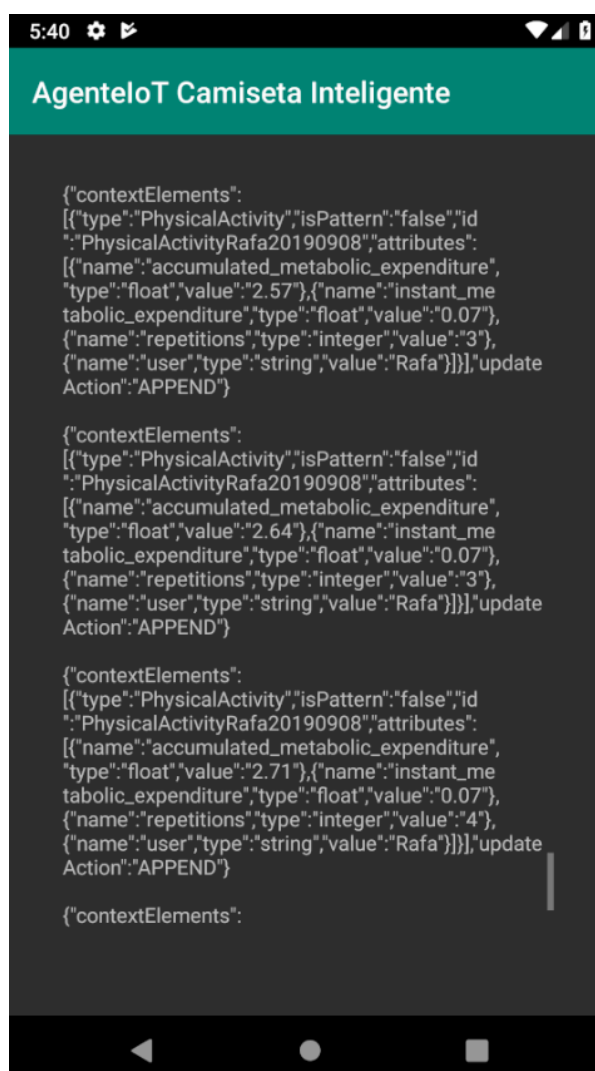 5:40
AgenteIoT Camiseta Inteligente
{"contextElements":
[{"type":"PhysicalActivity","isPattern":"false","id
":"PhysicalActivityRafa20190908","attributes":
[{"name":"accumulated_metabolic_expenditure",
"type":"float","value":"2.57"},{"name":"instant_me
tabolic_expenditure","type":"float","value":"0.07"},
{"name":"repetitions","type":"integer","value":"3"},
{"name":"user","type":"string","value":"Rafa"}]}],"update
Action":"APPEND"}
{"contextElements":
[{"type":"PhysicalActivity","isPattern":"false","id
":"PhysicalActivityRafa20190908","attributes":
[{"name":"accumulated_metabolic_expenditure",
"type":"float","value":"2.64"},{"name":"instant_me
tabolic_expenditure","type":"float","value":"0.07"},
{"name":"repetitions","type":"integer","value":"3"},
{"name":"user","type":"string","value":"Rafa"}]}],"update
Action":"APPEND"}
{"contextElements":
[{"type":"PhysicalActivity","isPattern":"false","id
":"PhysicalActivityRafa20190908","attributes":
[{"name":"accumulated_metabolic_expenditure",
"type":"float","value":"2.71"},{"name":"instant_me
tabolic_expenditure","type":"float","value":"0.07"},
{"name":"repetitions","type":"integer","value":"4"},
{"name":"user","type":"string","value":"Rafa"}]}],"update
Action":"APPEND"}
{"contextElements":